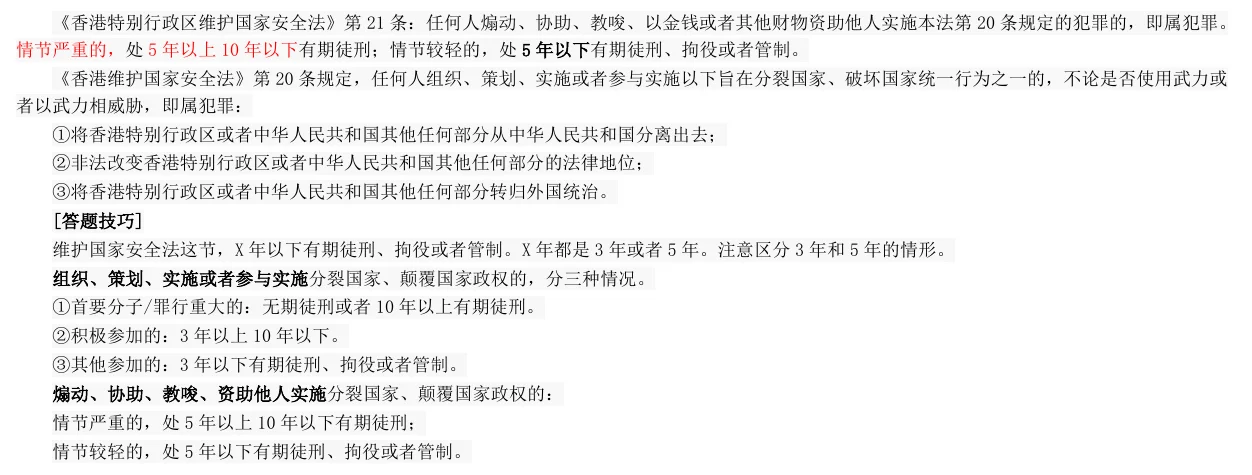 《香港特别行政区维护国家安全法》第 21 条：任何人煽动、协助、教唆、以金钱或者其他财物资助他人实施本法第 20 条规定的犯罪的，即属犯罪。
情节严重的，处 5 年以上 10 年以下有期徒刑；情节较轻的，处 5 年以下有期徒刑、拘役或者管制。
《香港维护国家安全法》第 20 条规定，任何人组织、策划、实施或者参与实施以下旨在分裂国家、破坏国家统一行为之一的，不论是否使用武力或
者以武力相威胁，即属犯罪：
①将香港特别行政区或者中华人民共和国其他任何部分从中华人民共和国分离出去；
②非法改变香港特别行政区或者中华人民共和国其他任何部分的法律地位；
③将香港特别行政区或者中华人民共和国其他任何部分转归外国统治。
[答题技巧]
维护国家安全法这节，X 年以下有期徒刑、拘役或者管制。X 年都是 3 年或者 5 年。注意区分 3 年和 5 年的情形。
组织、策划、实施或者参与实施分裂国家、颠覆国家政权的，分三种情况。
①首要分子/罪行重大的：无期徒刑或者 10 年以上有期徒刑。
②积极参加的：3 年以上 10 年以下。
③其他参加的：3 年以下有期徒刑、拘役或者管制。
煽动、协助、教唆、资助他人实施分裂国家、颠覆国家政权的：
情节严重的，处 5 年以上 10 年以下有期徒刑；
情节较轻的，处 5 年以下有期徒刑、拘役或者管制。